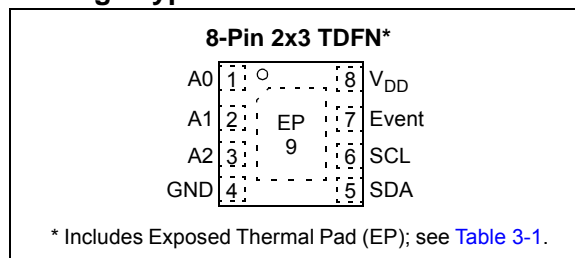 8-Pin 2x3 TDFN*
A0 1 8 VDD
A1 2 EP 7 Event
A2 3 9 6 SCL
GND 4 5 SDA
* Includes Exposed Thermal Pad (EP); see Table 3-1.